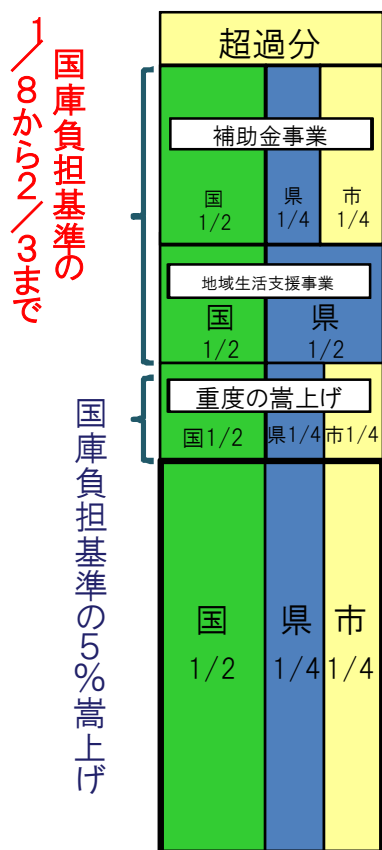 国庫負担基準の
1/8から2/3まで
国庫負担基準の5%嵩上げ
超過分
補助金事業
国 県 市
1/2 1/4 1/4
地域生活支援事業
国 県
1/2 1/2
重度の嵩上げ
国1/2 県1/4 市1/4
国 県 市
1/2 1/4 1/4